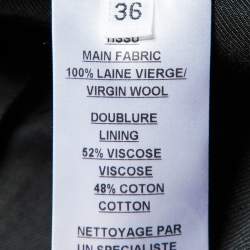 36
TISSU
MAIN FABRIC
100% LAINE VIERGE/
VIRGIN WOOL
DOUBLURE
LINING
52% VISCOSE
VISCOSE
48% COTON
COTTON
NETTOYAGE PAR
UN SPECIALISTE